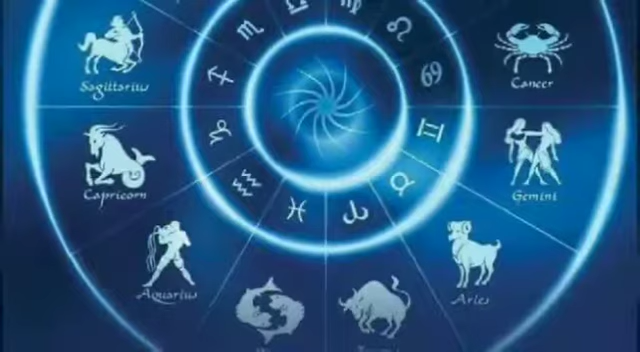 Sagittarius
Cancer
Capricorn
Gemini
Aquarius
Aries